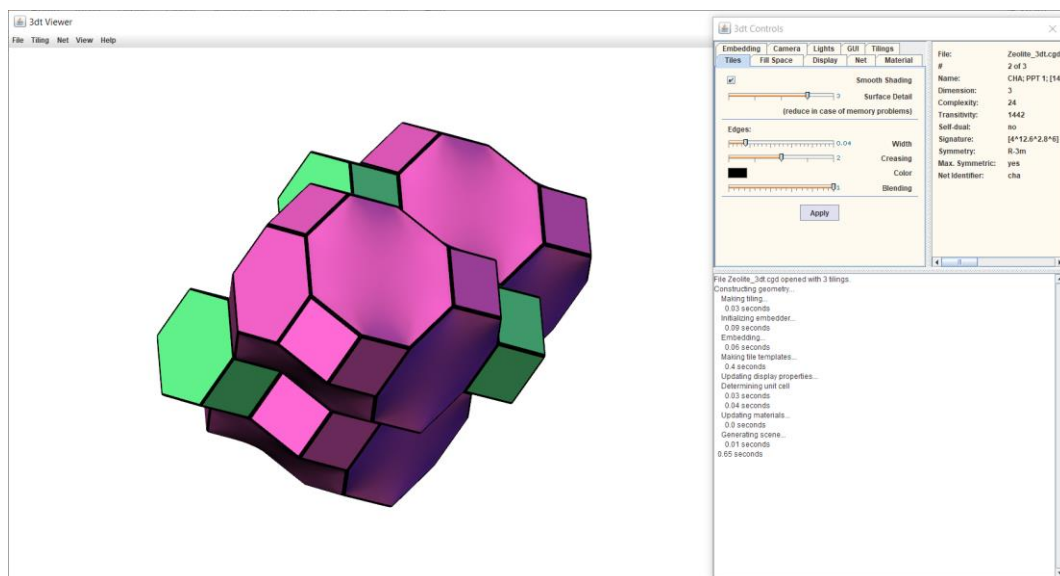 3dt Viewer
File Tiling Net View Help
3dt Controls
Embedding Camera Lights GUI Tilings
Tiles Fill Space Display Net Material
Smooth Shading
3 Surface Detail
(reduce in case of memory problems)
Edges:
0.04 Width
2 Creasing
Color
Blending
Apply
File: Zeolite_3dt.cgd
# 2 of 3
Name: CHA; PPT 1; [14
Dimension: 3
Complexity: 24
Transitivity: 1442
Self-dual: no
Signature: [4^12.6^2.8^6]
Symmetry: R-3m
Max. Symmetric: yes
Net Identifier: cha
File Zeolite_3dt.cgd opened with 3 tilings.
Constructing geometry...
Making tiling...
0.03 seconds
Initializing embedder...
0.09 seconds
Embedding...
0.06 seconds
Making tile templates...
0.4 seconds
Updating display properties...
Determining unit cell
0.03 seconds
0.04 seconds
Updating materials...
0.0 seconds
Generating scene...
0.01 seconds
0.65 seconds